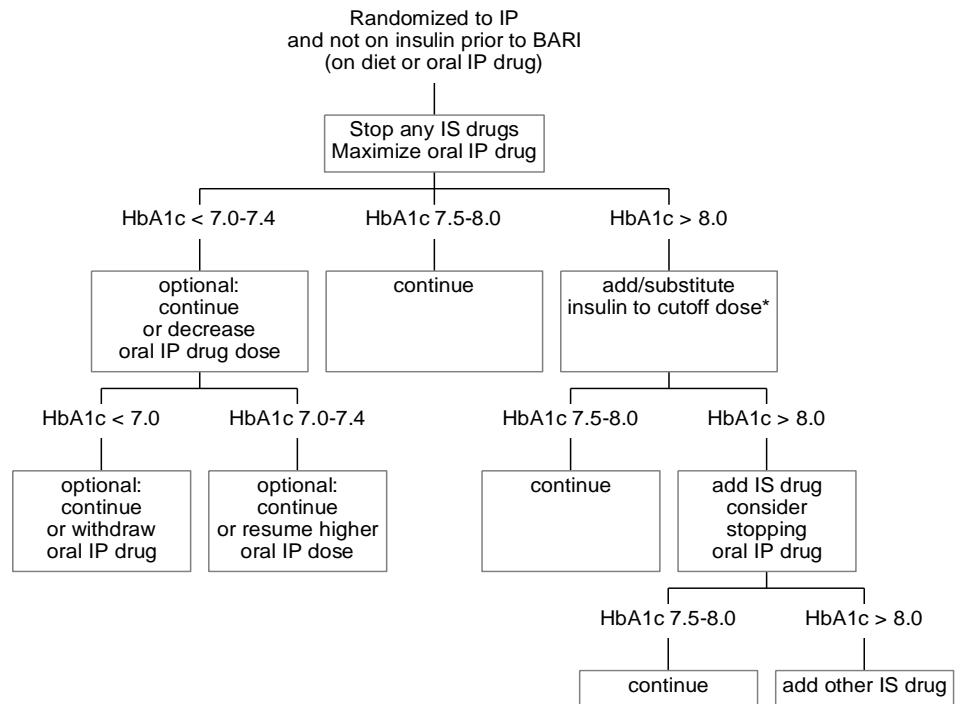 Randomized to IP
and not on insulin prior to BARI
(on diet or oral IP drug)
Stop any IS drugs
Maximize oral IP drug
HbA1c < 7.0-7.4
HbA1c 7.5-8.0
HbA1c > 8.0
optional:
continue
or decrease
oral IP drug dose
continue
add/substitute
insulin to cutoff dose*
HbA1c < 7.0
HbA1c 7.0-7.4
HbA1c 7.5-8.0
HbA1c > 8.0
optional:
continue
or withdraw
oral IP drug
optional:
continue
or resume higher
oral IP dose
continue
add IS drug
consider
stopping
oral IP drug
HbA1c 7.5-8.0
HbA1c > 8.0
continue
add other IS drug